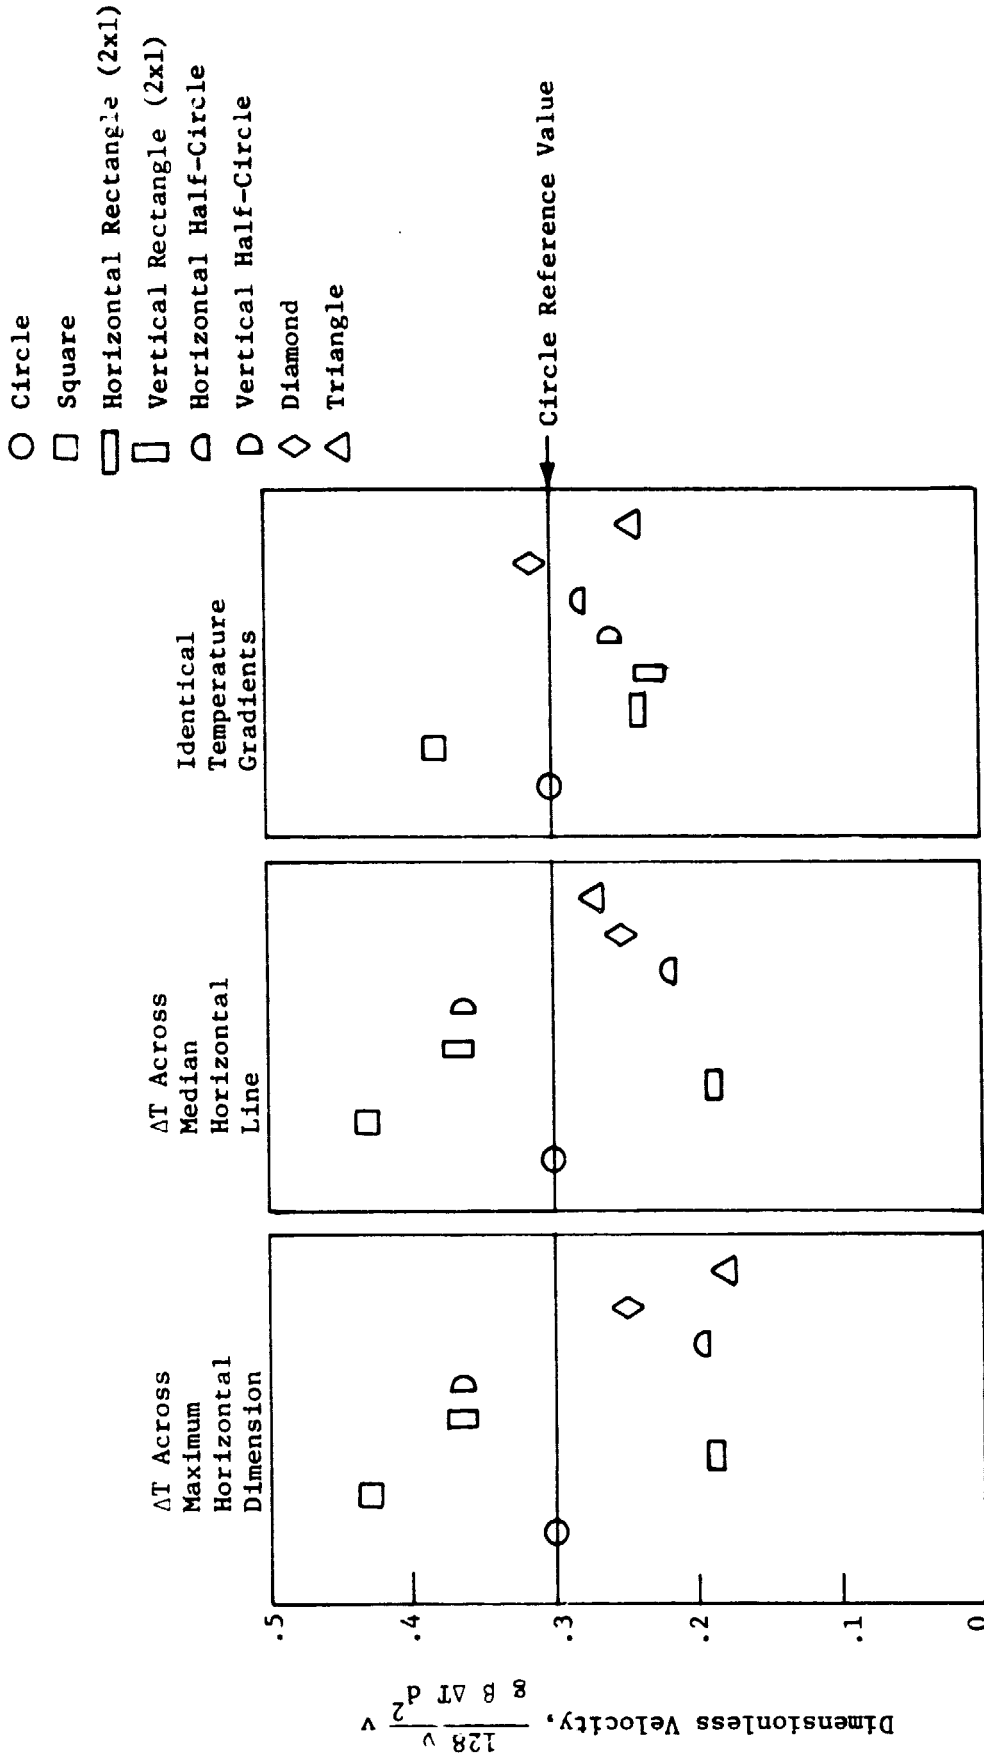 Circle
Square
Horizontal Rectangle (2x1)
Vertical Rectangle (2x1)
Horizontal Half-Circle
Vertical Half-Circle
Diamond
Triangle
ΔT Across
Maximum
Horizontal
Dimension
ΔT Across
Median
Horizontal
Line
Identical
Temperature
Gradients
Circle Reference Value
.5
.4
.3
.2
.1
0
Dimensionless Velocity, 128 ν / g β ΔT d² v